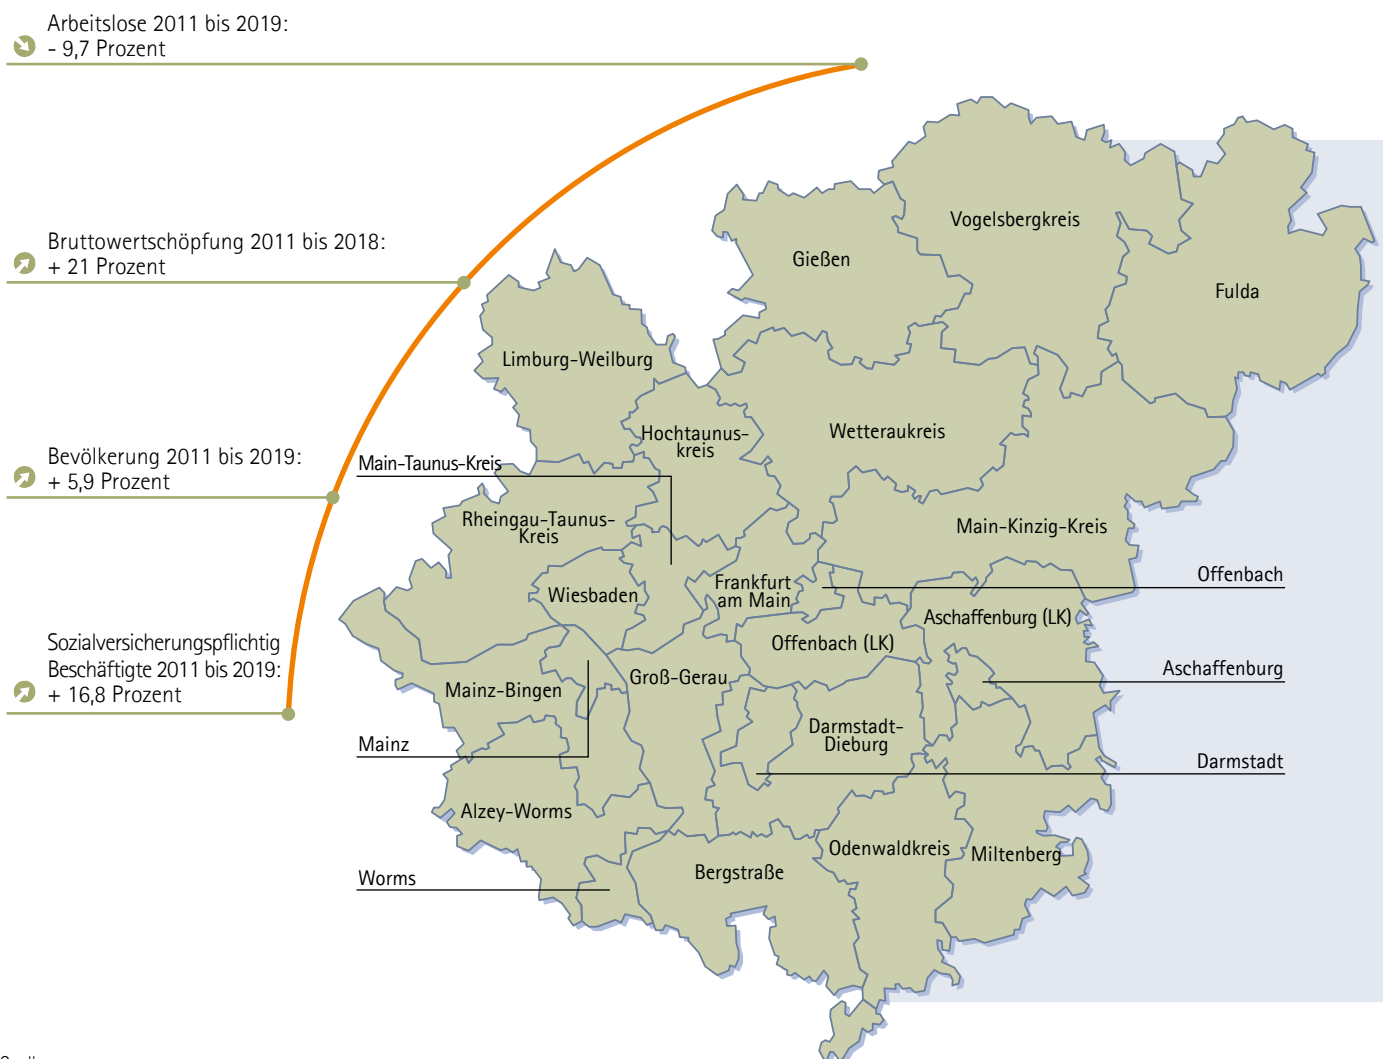 Arbeitslose 2011 bis 2019:
- 9,7 Prozent
Bruttowertschöpfung 2011 bis 2018:
+ 21 Prozent
Bevölkerung 2011 bis 2019:
+ 5,9 Prozent
Sozialversicherungspflichtig
Beschäftigte 2011 bis 2019:
+ 16,8 Prozent
Vogelsbergkreis
Gießen
Fulda
Limburg-Weilburg
Hochtaunus-
kreis
Wetteraukreis
Main-Taunus-Kreis
Rheingau-Taunus-
Kreis
Main-Kinzig-Kreis
Wiesbaden
Frankfurt
am Main
Offenbach
Aschaffenburg (LK)
Offenbach (LK)
Aschaffenburg
Mainz-Bingen
Groß-Gerau
Darmstadt-
Dieburg
Mainz
Darmstadt
Alzey-Worms
Odenwaldkreis
Miltenberg
Bergstraße
Worms